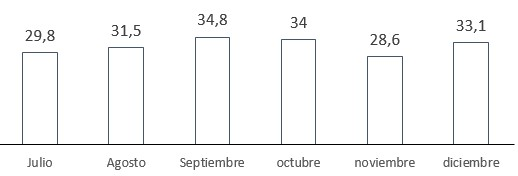 29,8 31,5 34,8 34 28,6 33,1
Julio Agosto Septiembre octubre noviembre diciembre